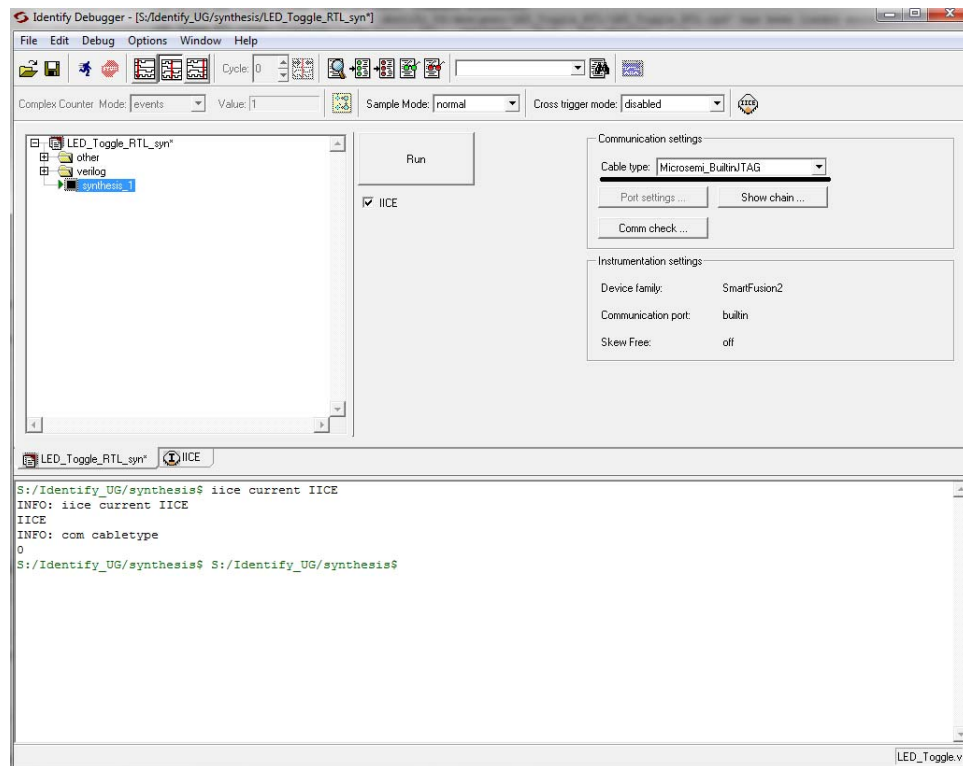 Identify Debugger - [S:/Identify_UG/synthesis/LED_Toggle_RTL_syn*]
File Edit Debug Options Window Help
Cycle: 0
Complex Counter Mode: events Value: 1 Sample Mode: normal Cross trigger mode: disabled IICE
LED_Toggle_RTL_syn*
other
verilog
synthesis_1
Run
IICE
Communication settings
Cable type: Microsemi_BuiltinJTAG
Port settings ... Show chain ...
Comm check ...
Instrumentation settings
Device family: SmartFusion2
Communication port: builtin
Skew Free: off
LED_Toggle_RTL_syn* IICE
S:/Identify_UG/synthesis$ iice current IICE
INFO: iice current IICE
IICE
INFO: com cabletype
0
S:/Identify_UG/synthesis$ S:/Identify_UG/synthesis$
LED_Toggle.v